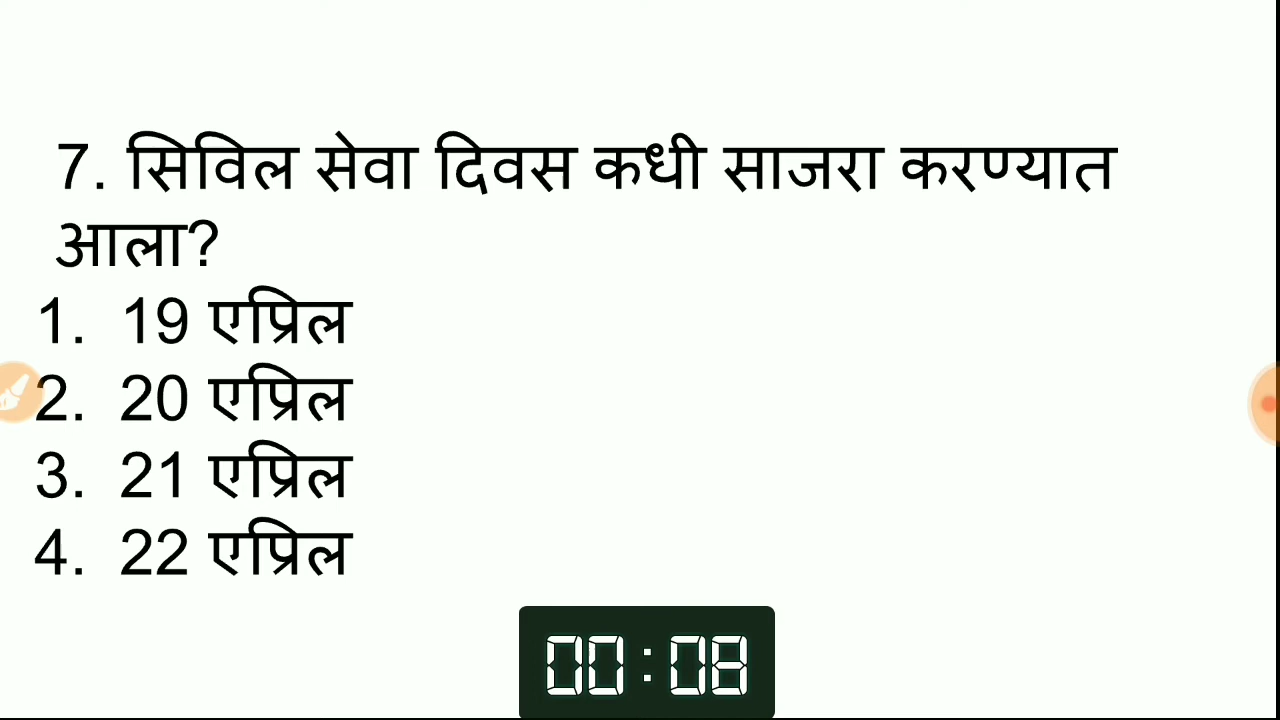 7. सिविल सेवा दिवस कधी साजरा करण्यात
आला?
1. 19 एप्रिल
2. 20 एप्रिल
3. 21 एप्रिल
4. 22 एप्रिल
00:08